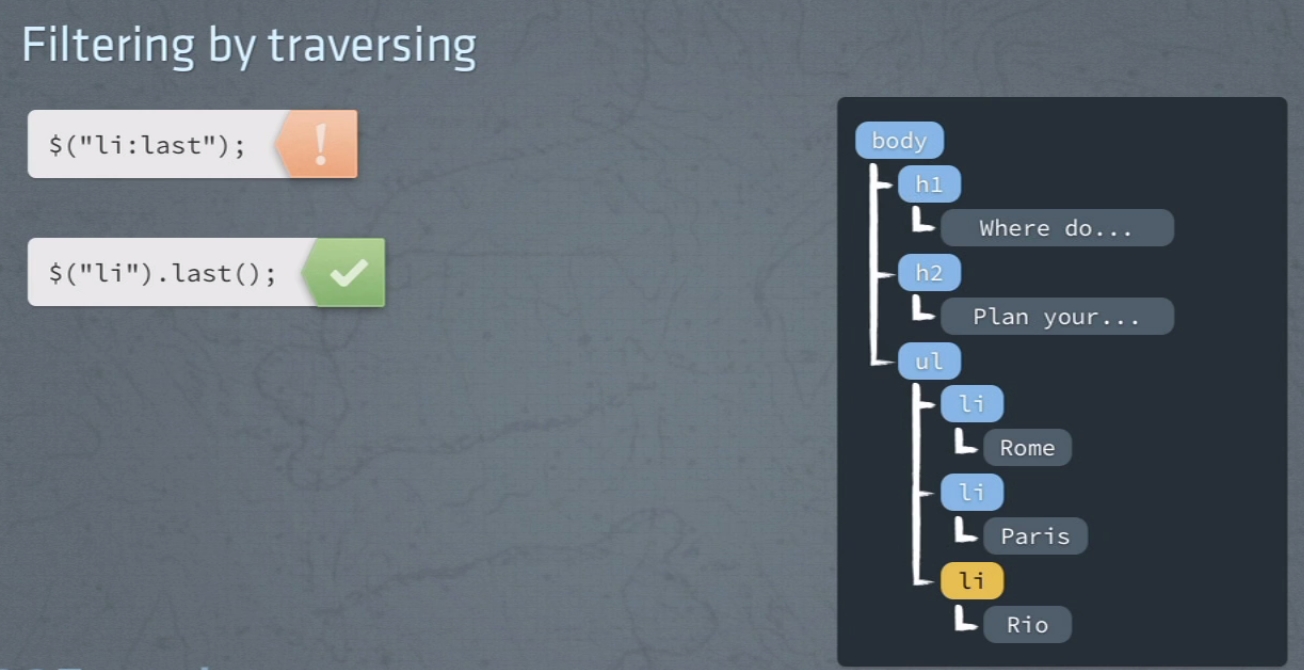 Filtering by traversing
$("li:last");
!
$("li").last();
body
h1
Where do...
h2
Plan your...
ul
li
Rome
li
Paris
li
Rio